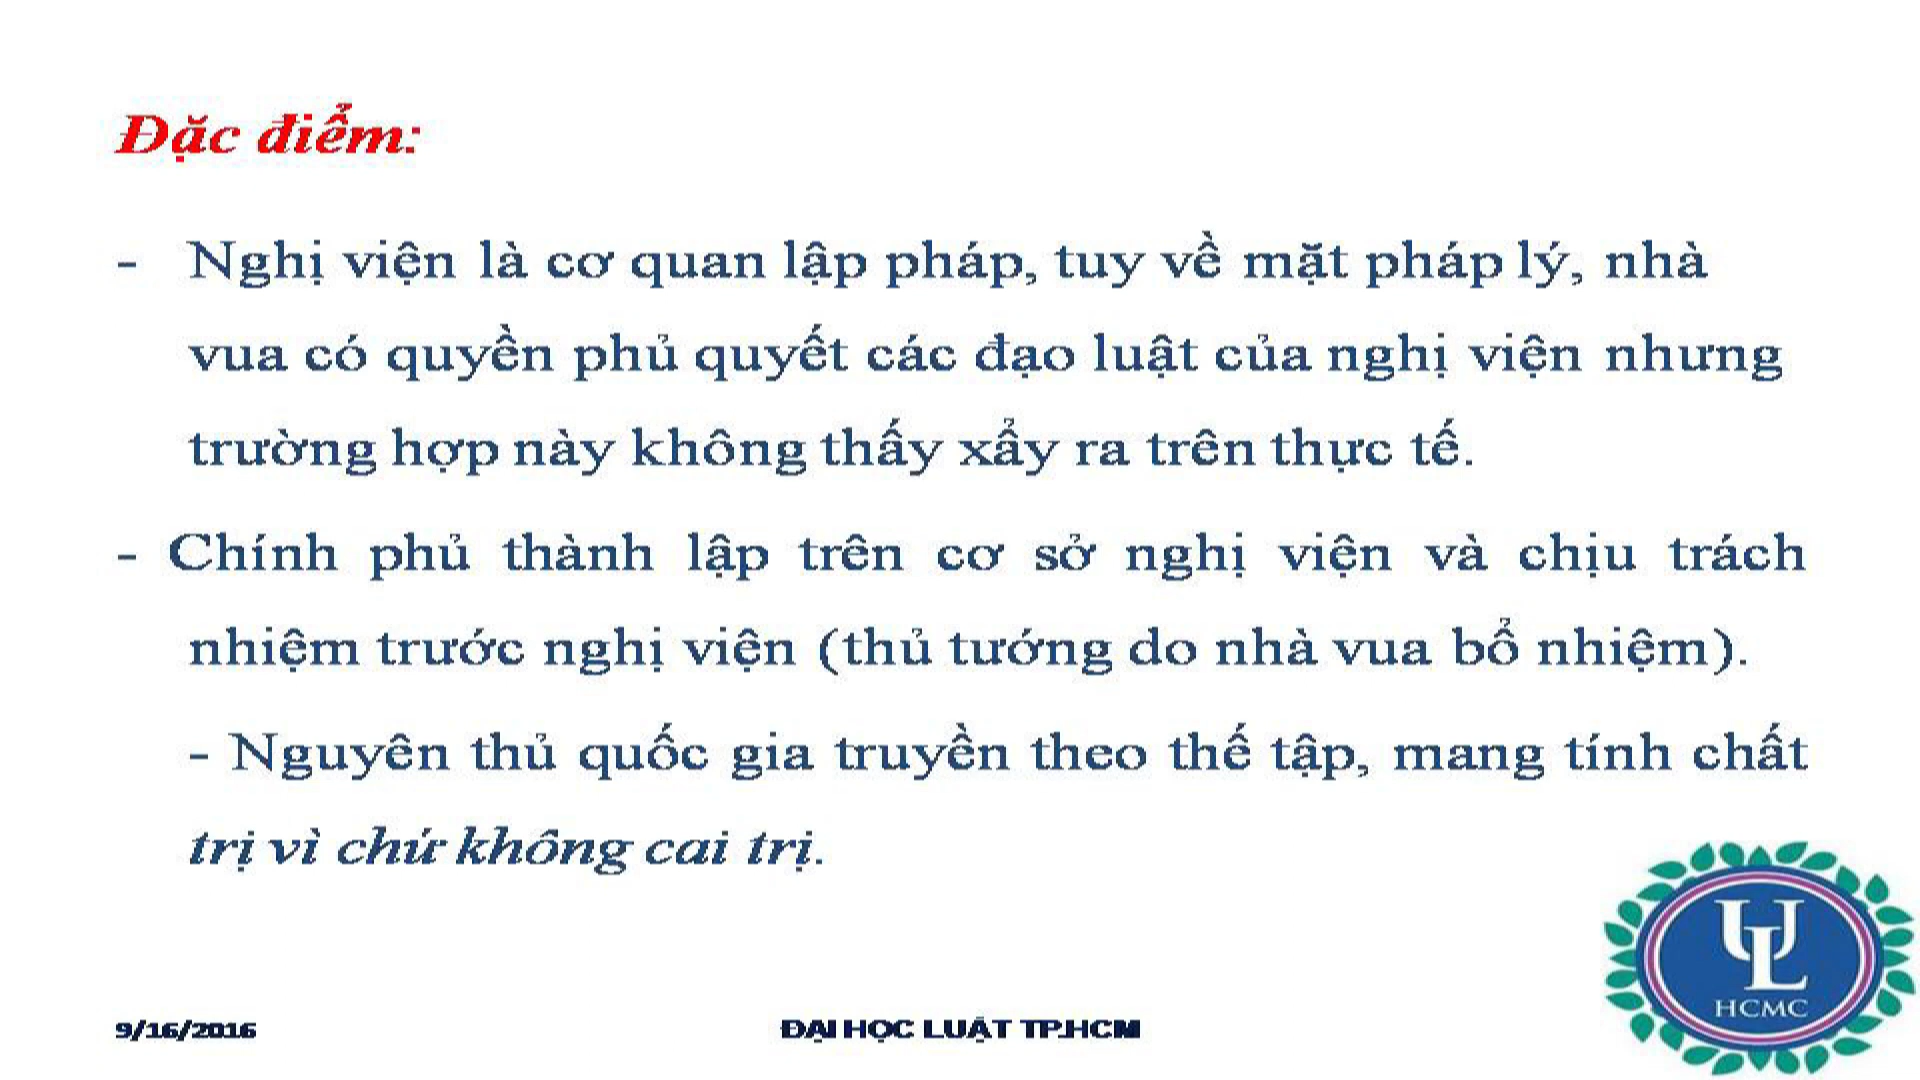 Đặc điểm:
- Nghị viện là cơ quan lập pháp, tuy về mặt pháp lý, nhà
vua có quyền phủ quyết các đạo luật của nghị viện nhưng
trường hợp này không thấy xẩy ra trên thực tế.
- Chính phủ thành lập trên cơ sở nghị viện và chịu trách
nhiệm trước nghị viện (thủ tướng do nhà vua bổ nhiệm).
- Nguyên thủ quốc gia truyền theo thế tập, mang tính chất
trị vì chứ không cai trị.
9/16/2016
ĐẠI HỌC LUẬT TP.HCM
UL
HCMC